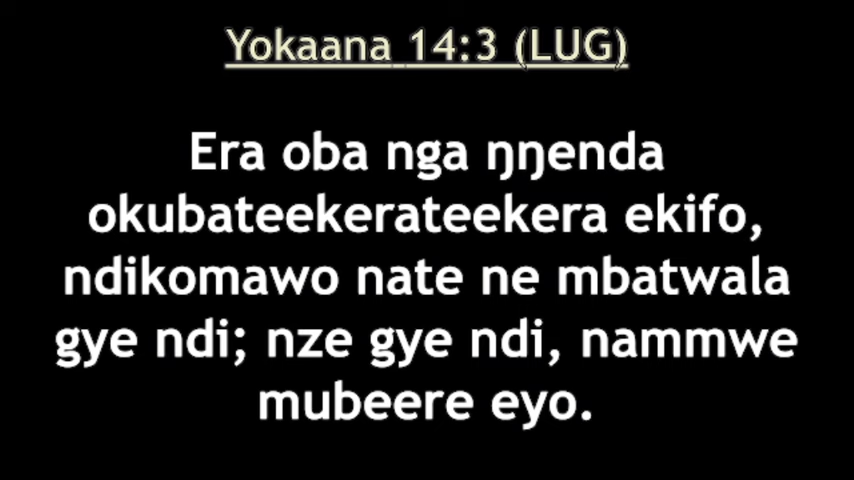 Yokaana 14:3 (LUG)
Era oba nga ŋŋenda
okubateekerateekera ekifo,
ndikomawo nate ne mbatwala
gye ndi; nze gye ndi, nammwe
mubeere eyo.